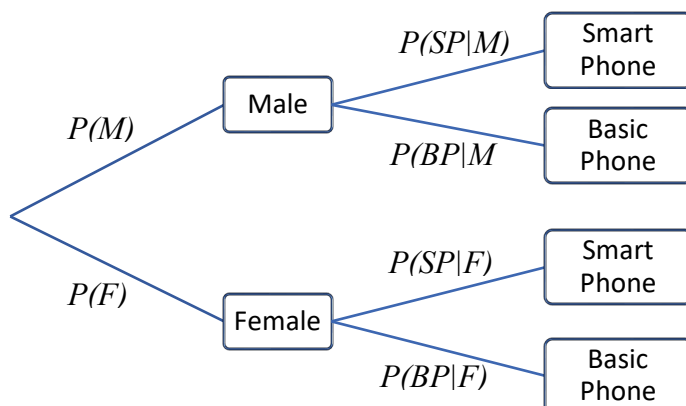 P(SP|M)
Smart
Phone
P(M)
Male
P(BP|M
Basic
Phone
P(F)
Female
P(SP|F)
Smart
Phone
P(BP|F)
Basic
Phone